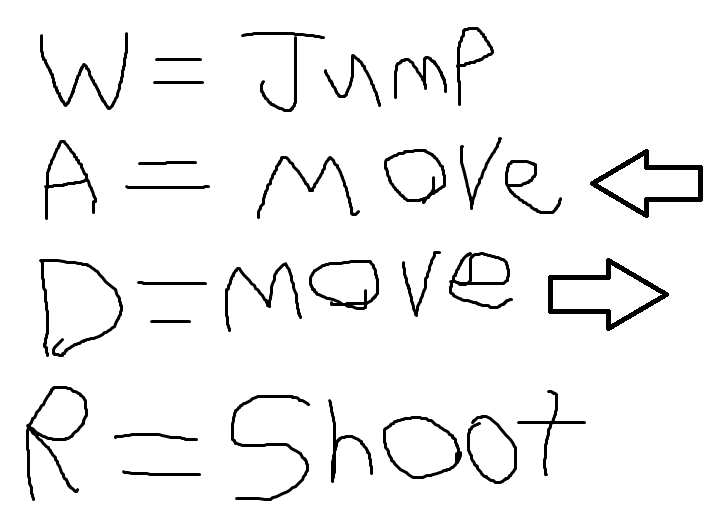 W = Jump
A = Move
D = Move
R = Shoot